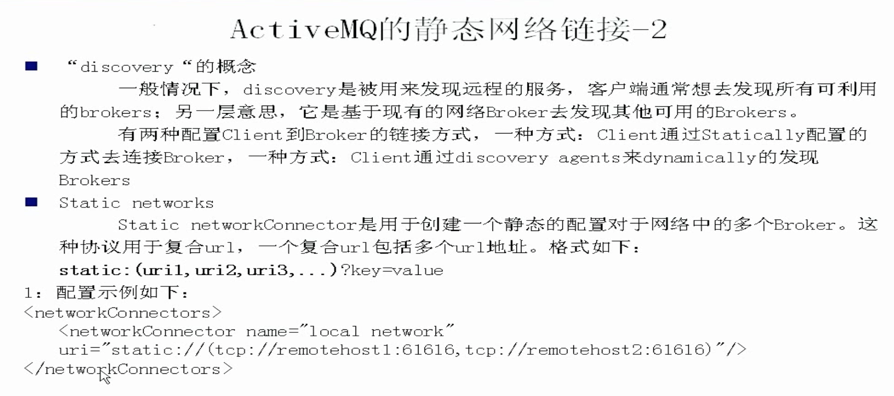 ActiveMQ的静态网络链接-2
“discovery“的概念
一般情况下，discovery是被用来发现远程的服务，客户端通常想去发现所有可利用
的brokers；另一层意思，它是基于现有的网络Broker去发现其他可用的Brokers。
有两种配置Client到Broker的链接方式，一种方式：Client通过Statically配置的
方式去连接Broker，一种方式：Client通过discovery agents来dynamically的发现
Brokers
Static networks
Static networkConnector是用于创建一个静态的配置对于网络中的多个Broker。这
种协议用于复合url，一个复合url包括多个url地址。格式如下：
static:(uri1,uri2,uri3,...)?key=value
1：配置示例如下：
<networkConnectors>
<networkConnector name="local network"
uri="static://(tcp://remotehost1:61616,tcp://remotehost2:61616)"/>
</networkConnectors>